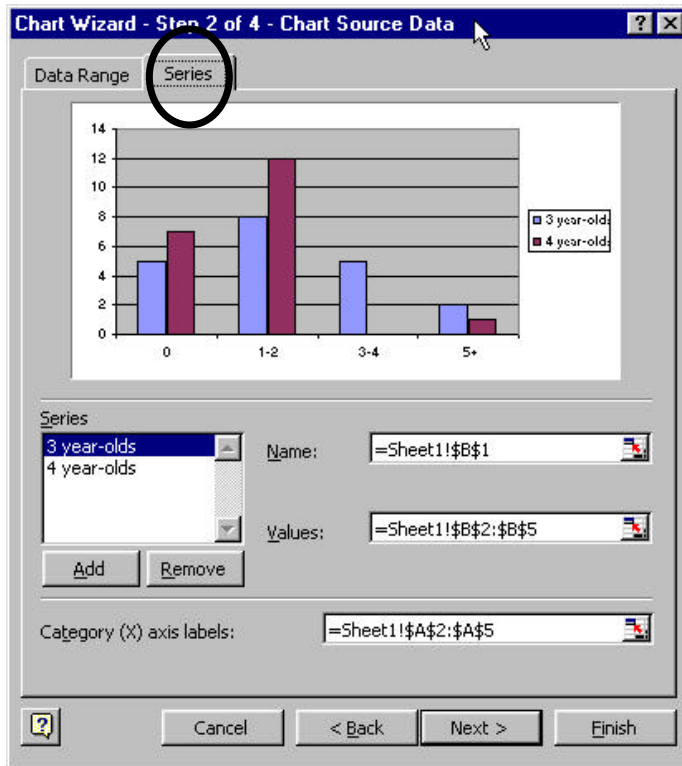 Chart Wizard - Step 2 of 4 - Chart Source Data
Data Range
Series
14
12
10
8
6
4
2
0
0 1-2 3-4 5+
3 year-olds
4 year-olds
Series
3 year-olds
4 year-olds
Name: =Sheet1!$B$1
Values: =Sheet1!$B$2:$B$5
Add Remove
Category (X) axis labels: =Sheet1!$A$2:$A$5
Cancel < Back Next > Finish